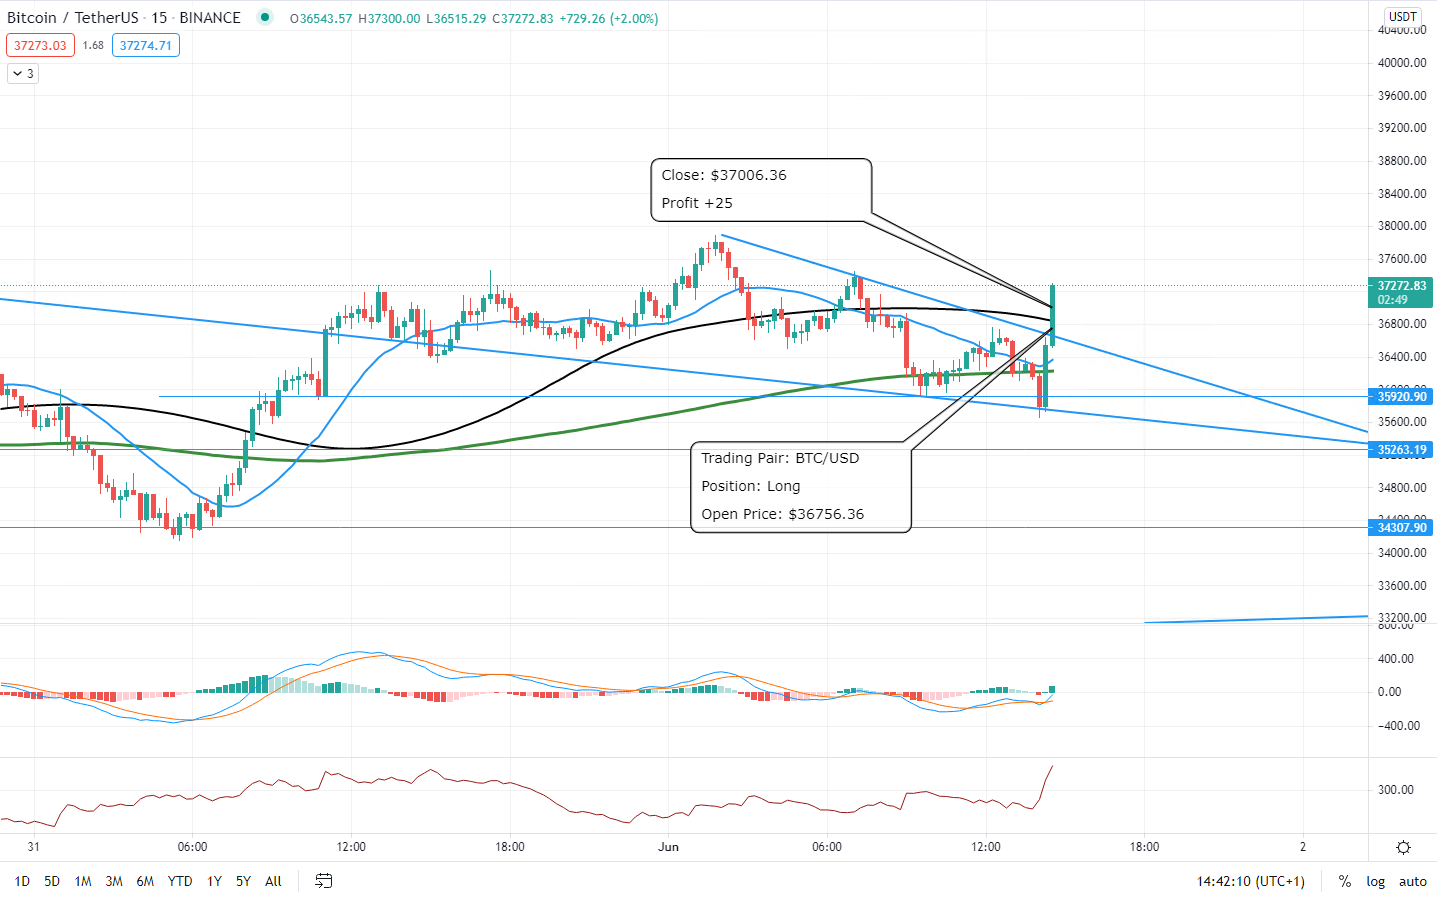 Bitcoin / TetherUS · 15 · BINANCE O36543.57 H37300.00 L36515.29 C37272.83 +729.26 (+2.00%)
37273.03 1.68 37274.71
3
USDT
40400.00
40000.00
39600.00
39200.00
38800.00
38400.00
38000.00
37600.00
37272.83
02:49
36800.00
36400.00
36000.00
35920.90
35600.00
35263.19
34800.00
34400.00
34307.90
34000.00
33600.00
33200.00
Close: $37006.36
Profit +25
Trading Pair: BTC/USD
Position: Long
Open Price: $36756.36
800.00
400.00
0.00
−400.00
300.00
31 06:00 12:00 18:00 Jun 06:00 12:00 18:00 2
1D 5D 1M 3M 6M YTD 1Y 5Y All 14:42:10 (UTC+1) % log auto